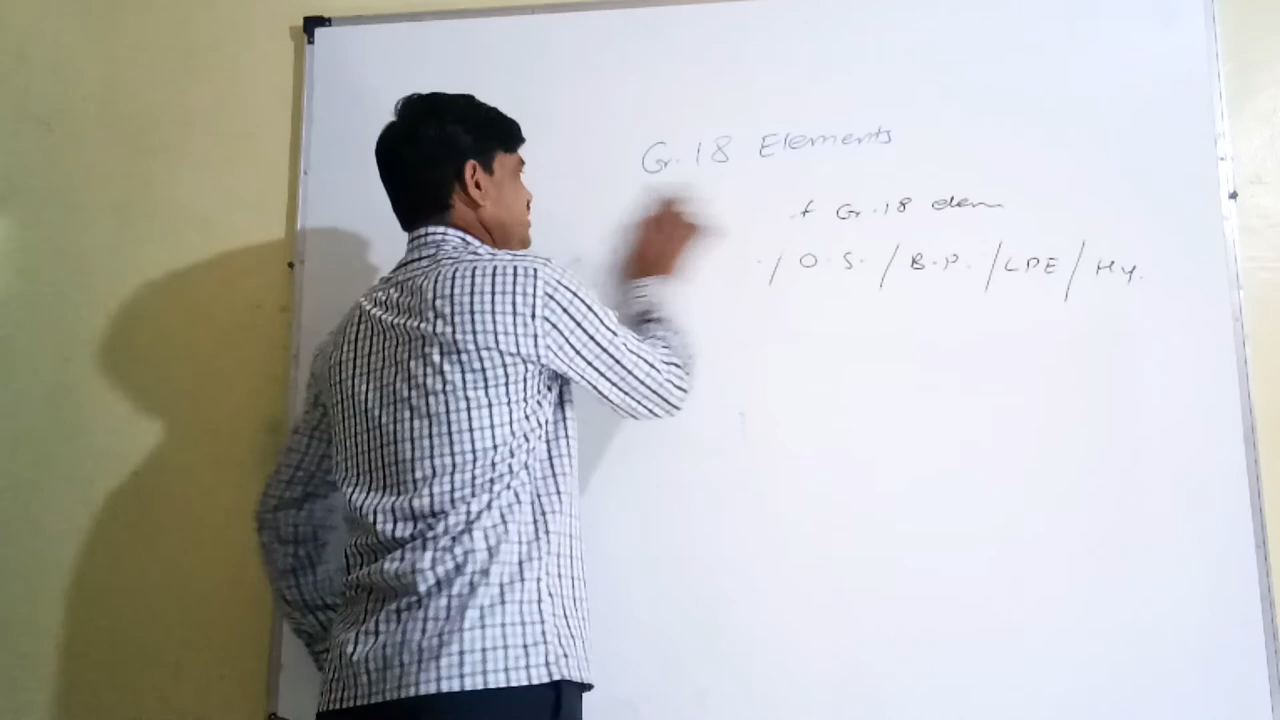 Gr. 18 Elements
f Gr. 18 elem
/ O.S. / B.P. / LPE / Hy.